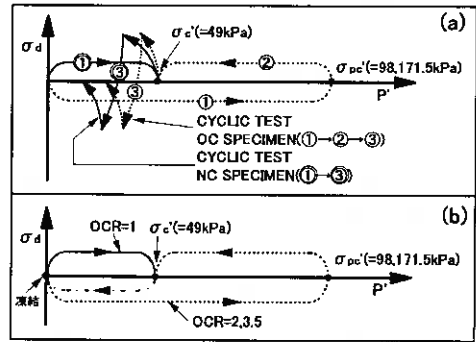 (a)
σd
σc'(=49kPa)
①
③
②
σpc'(=98,171.5kPa)
③
①
P'
CYCLIC TEST
OC SPECIMEN(①→②→③)
CYCLIC TEST
NC SPECIMEN(①→③)
(b)
σd
OCR=1
σc'(=49kPa)
σpc'(=98,171.5kPa)
凍結
P'
OCR=2,3.5